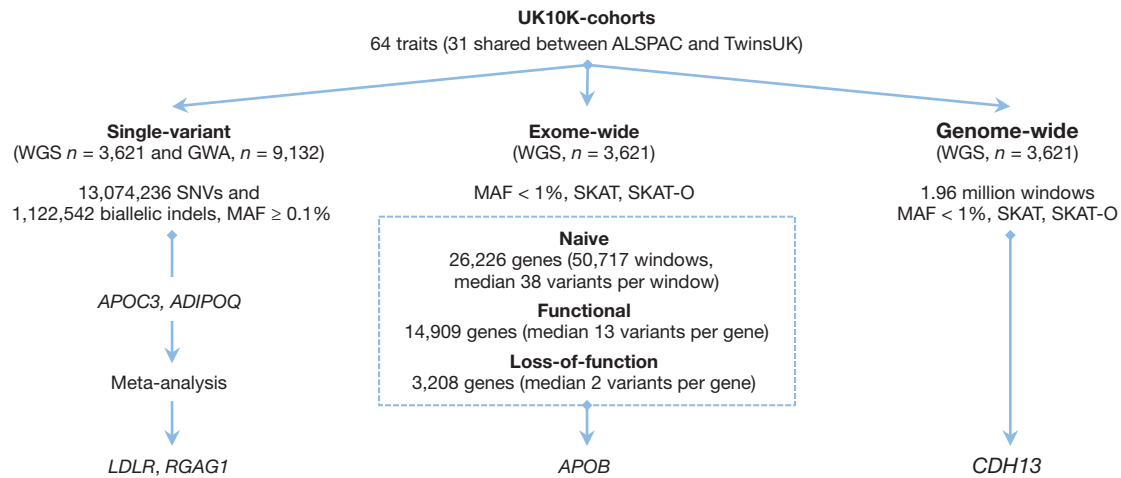 UK10K-cohorts
64 traits (31 shared between ALSPAC and TwinsUK)
Single-variant
(WGS n = 3,621 and GWA, n = 9,132)
13,074,236 SNVs and
1,122,542 biallelic indels, MAF ≥ 0.1%
APOC3, ADIPOQ
Meta-analysis
LDLR, RGAG1
Exome-wide
(WGS, n = 3,621)
MAF < 1%, SKAT, SKAT-O
Naive
26,226 genes (50,717 windows,
median 38 variants per window)
Functional
14,909 genes (median 13 variants per gene)
Loss-of-function
3,208 genes (median 2 variants per gene)
APOB
Genome-wide
(WGS, n = 3,621)
1.96 million windows
MAF < 1%, SKAT, SKAT-O
CDH13